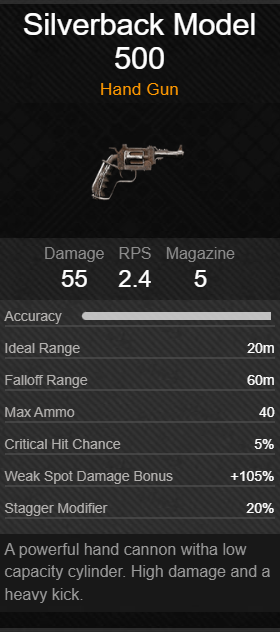 Silverback Model
500
Hand Gun
Damage RPS Magazine
55 2.4 5
Accuracy
Ideal Range 20m
Falloff Range 60m
Max Ammo 40
Critical Hit Chance 5%
Weak Spot Damage Bonus +105%
Stagger Modifier 20%
A powerful hand cannon witha low
capacity cylinder. High damage and a
heavy kick.